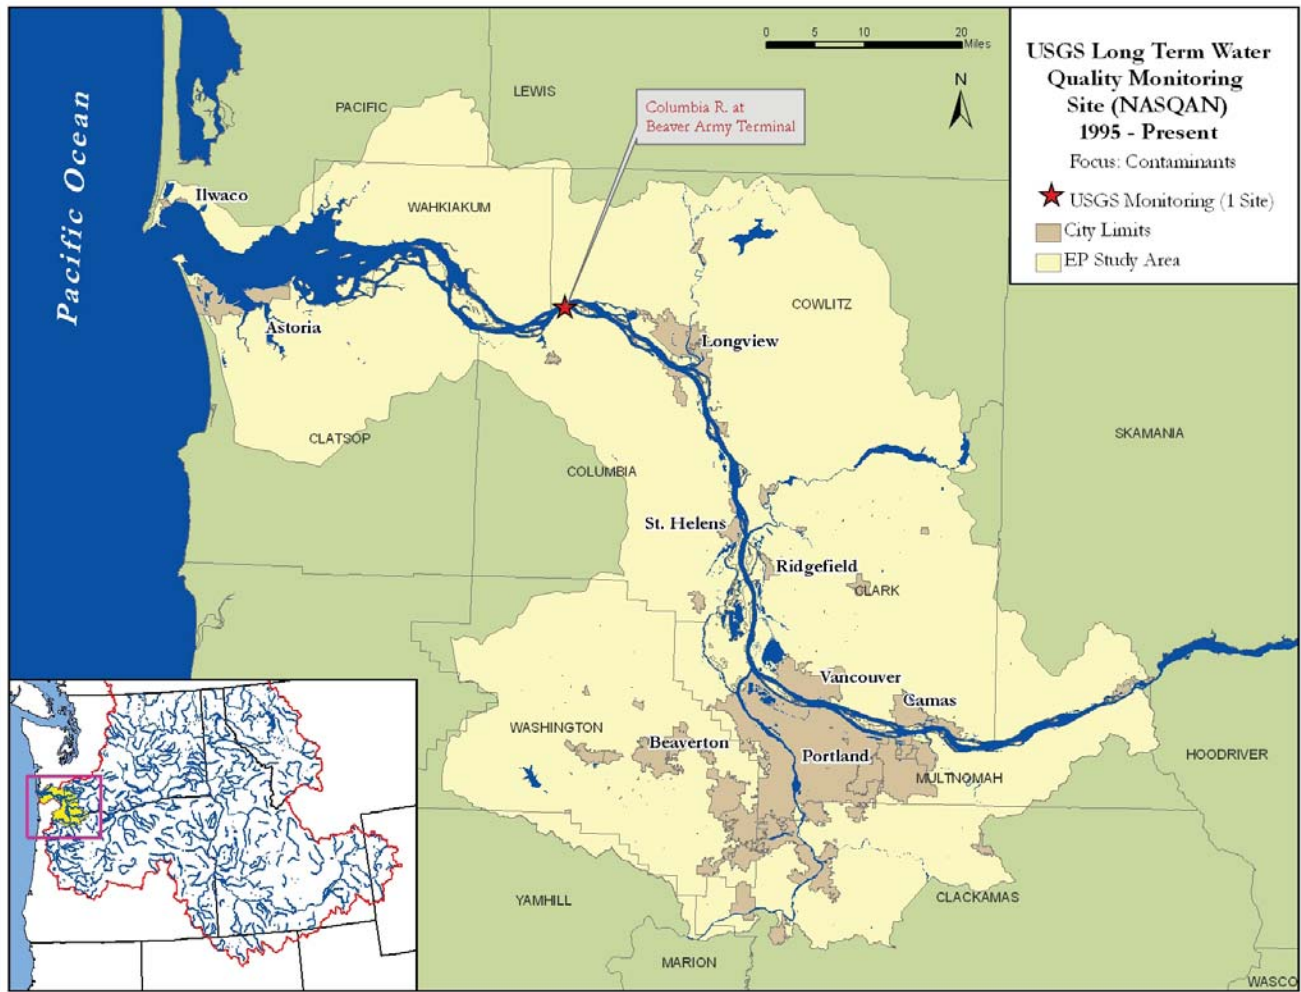 0 5 10 20
Miles
N
USGS Long Term Water
Quality Monitoring
Site (NASQAN)
1995 - Present
Focus: Contaminants
USGS Monitoring (1 Site)
City Limits
EP Study Area
Pacific Ocean
PACIFIC
LEWIS
Columbia R. at
Beaver Army Terminal
Ilwaco
WAHKIAKUM
COWLITZ
Astoria
Longview
CLATSOP
SKAMANIA
COLUMBIA
St. Helens
Ridgefield
CLARK
Vancouver
Camas
WASHINGTON
Beaverton
Portland
HOODRIVER
MULTNOMAH
YAMHILL
CLACKAMAS
MARION
WASCO